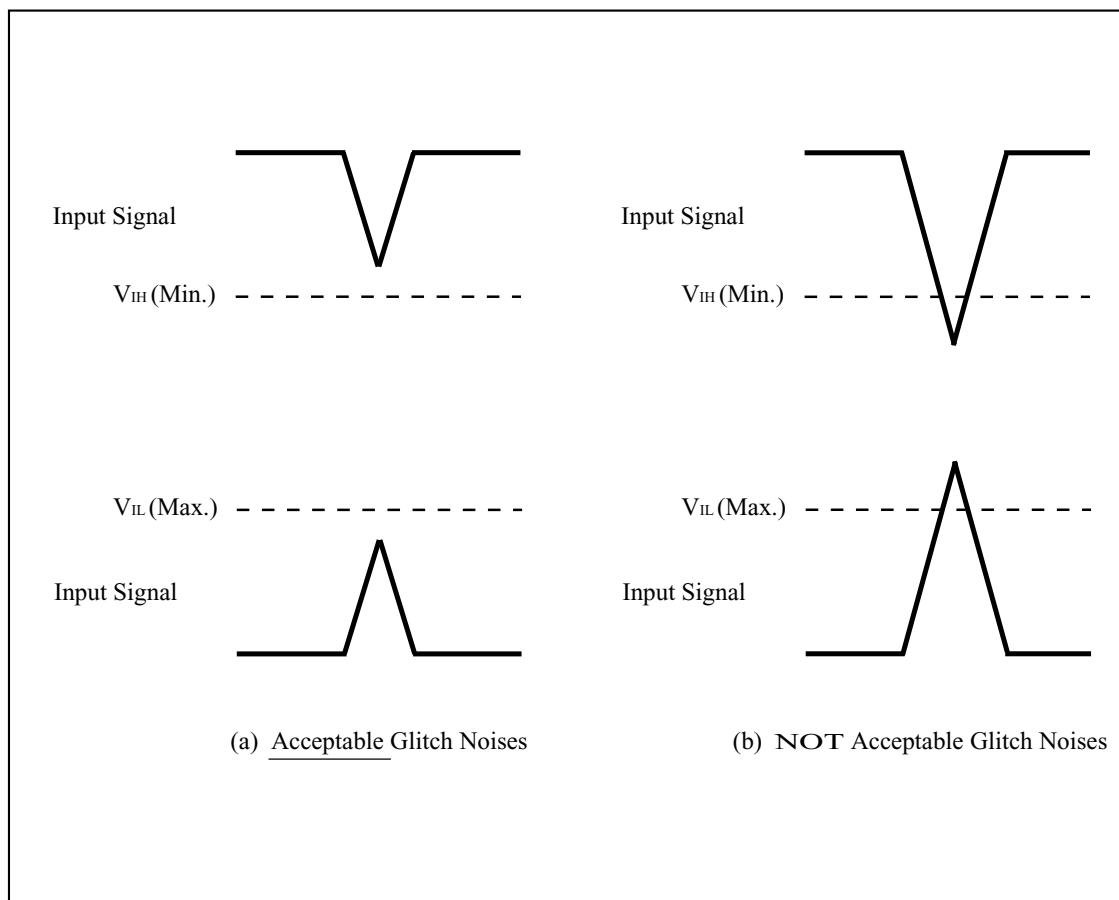 Input Signal
Input Signal
VIH (Min.)
VIH (Min.)
VIL (Max.)
VIL (Max.)
Input Signal
Input Signal
(a) Acceptable Glitch Noises
(b) NOT Acceptable Glitch Noises